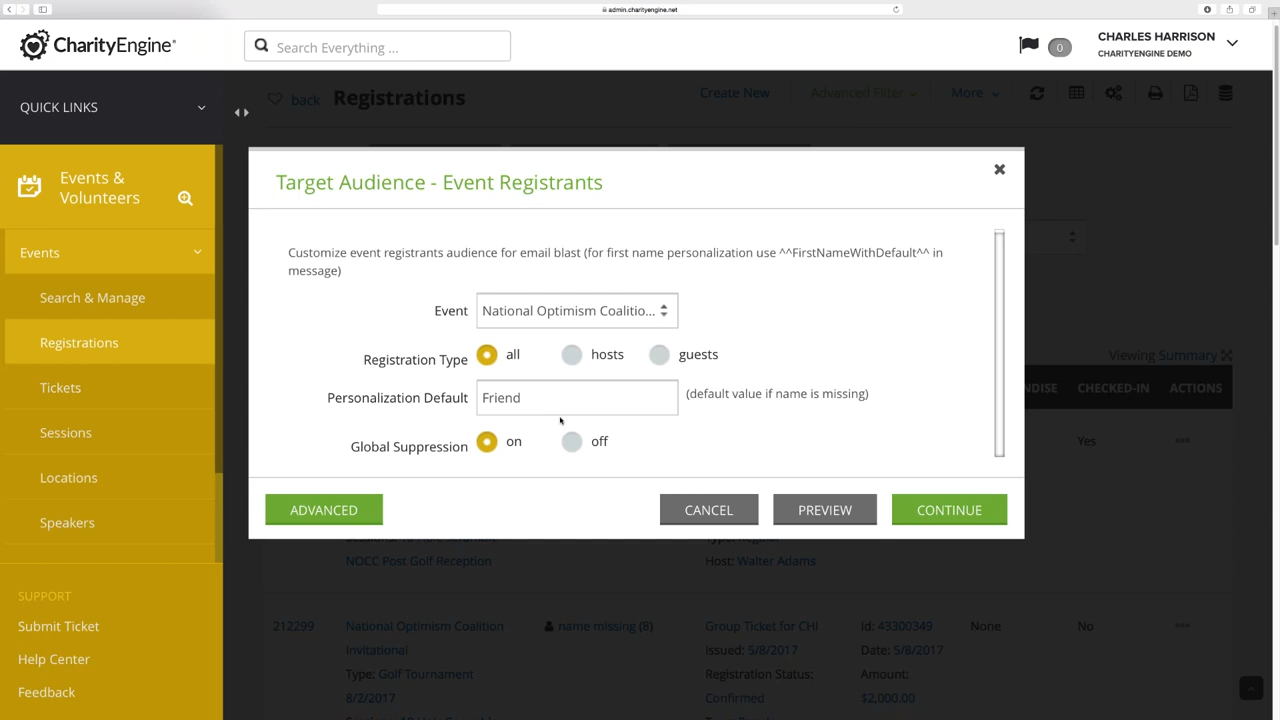 admin.charityengine.net
CharityEngine®
Search Everything ...
0
CHARLES HARRISON
CHARITYENGINE DEMO
QUICK LINKS
back
Registrations
Create New
Advanced Filter
More
Events &
Volunteers
Events
Search & Manage
Registrations
Tickets
Sessions
Locations
Speakers
SUPPORT
Submit Ticket
Help Center
Feedback
Target Audience - Event Registrants
Customize event registrants audience for email blast (for first name personalization use ^^FirstNameWithDefault^^ in
message)
Event National Optimism Coalitio...
Registration Type all hosts guests
Personalization Default Friend (default value if name is missing)
Global Suppression on off
ADVANCED CANCEL PREVIEW CONTINUE
Viewing Summary
CHECKED-IN ACTIONS
Yes
NOCC Post Golf Reception
Host: Walter Adams
212299
National Optimism Coalition
Invitational
Type: Golf Tournament
8/2/2017
name missing (8)
Group Ticket for CHI
Issued: 5/8/2017
Registration Status:
Confirmed
Id: 43300349
Date: 5/8/2017
Amount:
$2,000.00
None
No